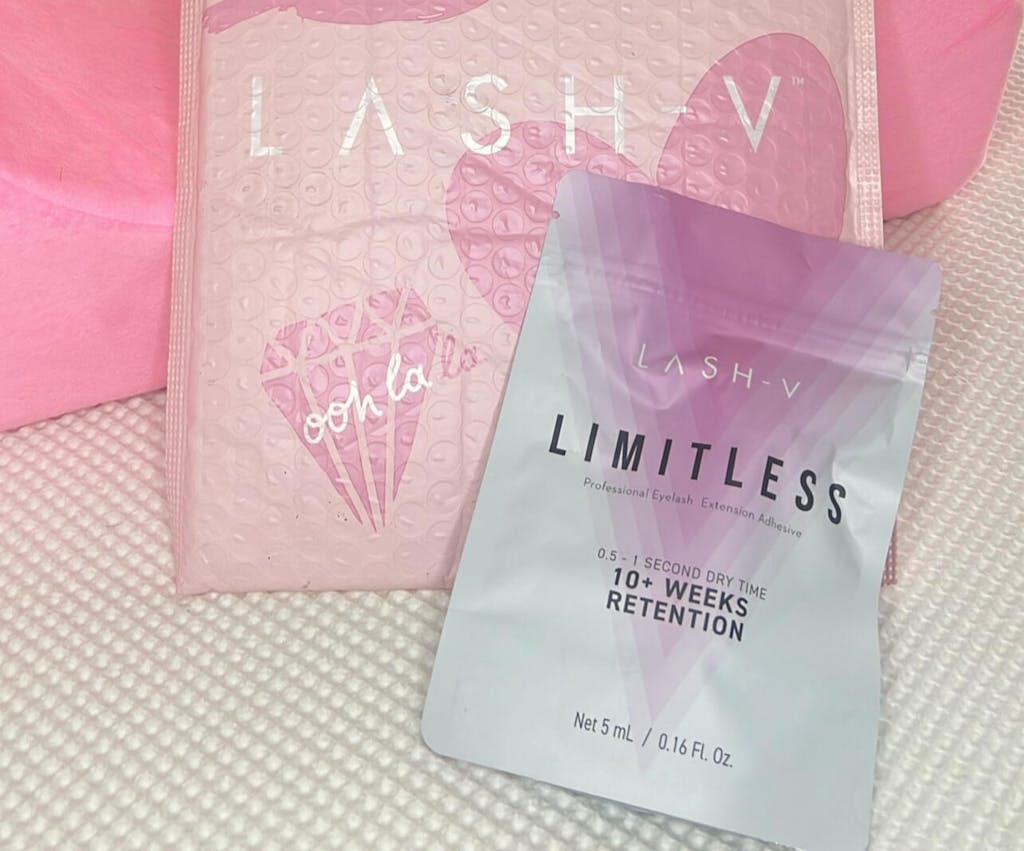 LASH-V™
ooh la la
LASH-V
LIMITLESS
Professional Eyelash Extension Adhesive
0.5 - 1 SECOND DRY TIME
10+ WEEKS
RETENTION
Net 5 mL / 0.16 Fl. Oz.